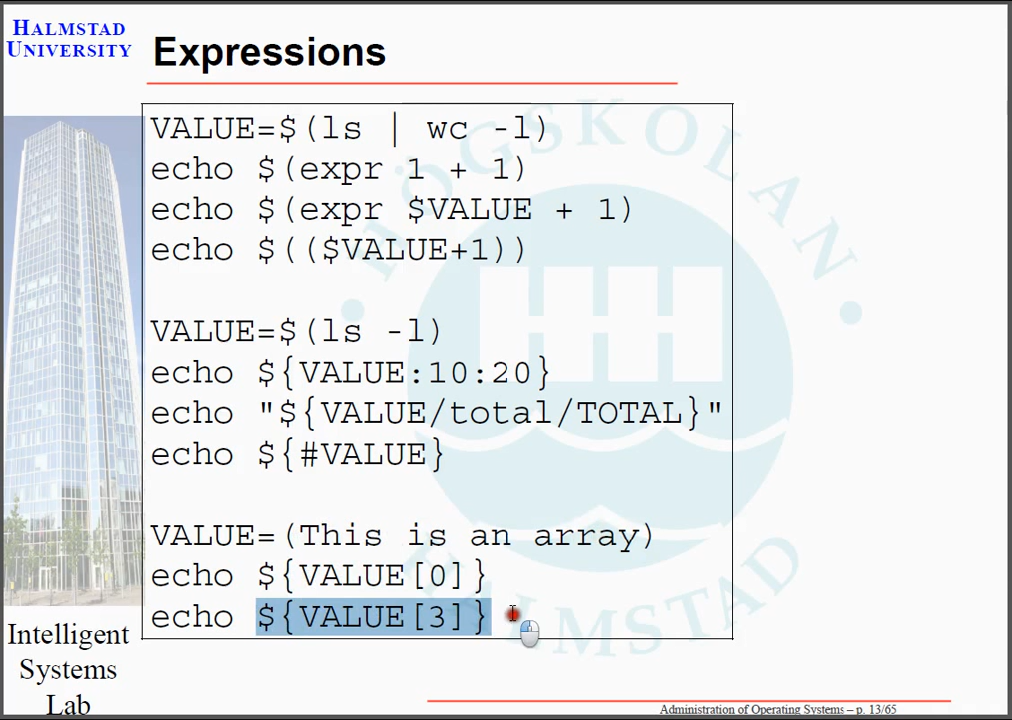 HALMSTAD
UNIVERSITY
Expressions
VALUE=$(ls | wc -l)
echo $(expr 1 + 1)
echo $(expr $VALUE + 1)
echo $(($VALUE+1))
VALUE=$(ls -l)
echo ${VALUE:10:20}
echo "${VALUE/total/TOTAL}"
echo ${#VALUE}
VALUE=(This is an array)
echo ${VALUE[0]}
echo ${VALUE[3]}
HÖGSKOLAN
HALMSTAD
Intelligent
Systems
Lab
Administration of Operating Systems – p. 13/65